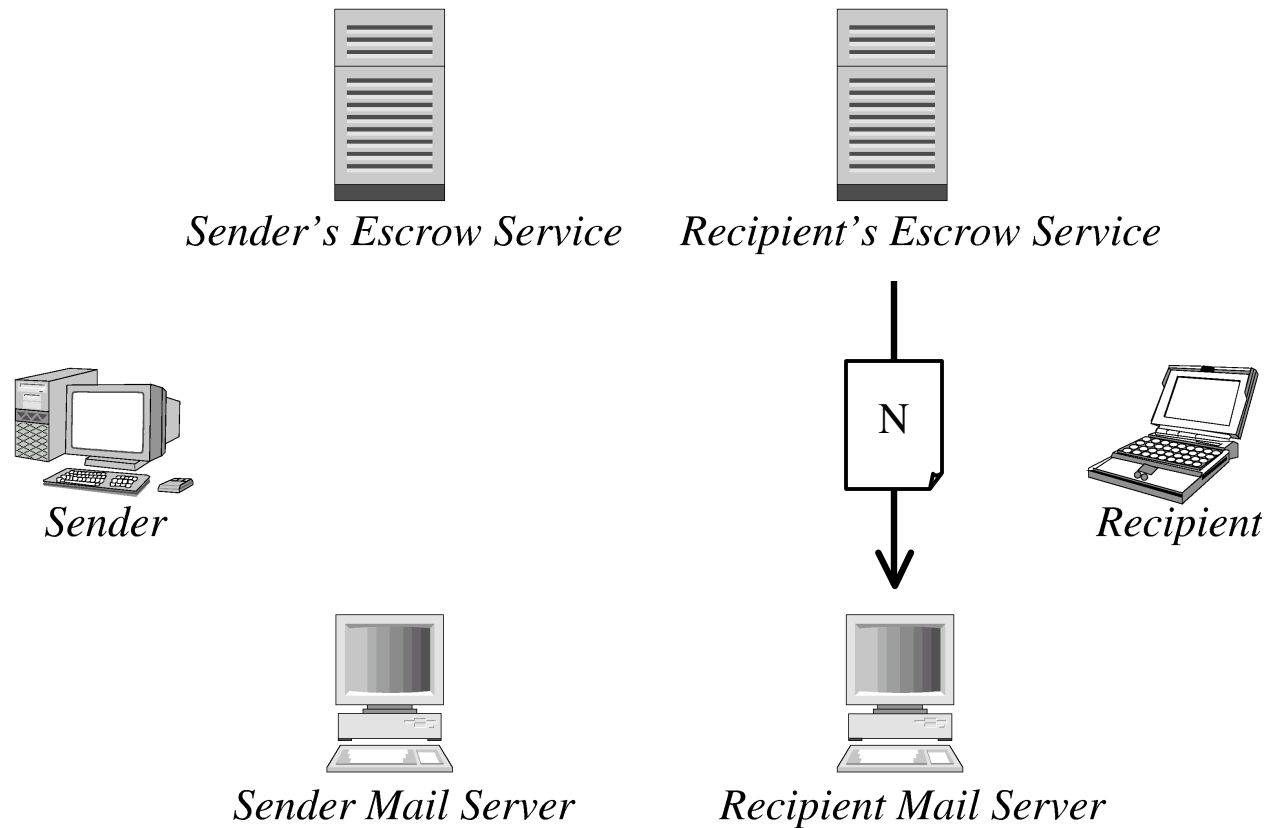 Sender's Escrow Service
Recipient's Escrow Service
N
Sender
Recipient
Sender Mail Server
Recipient Mail Server